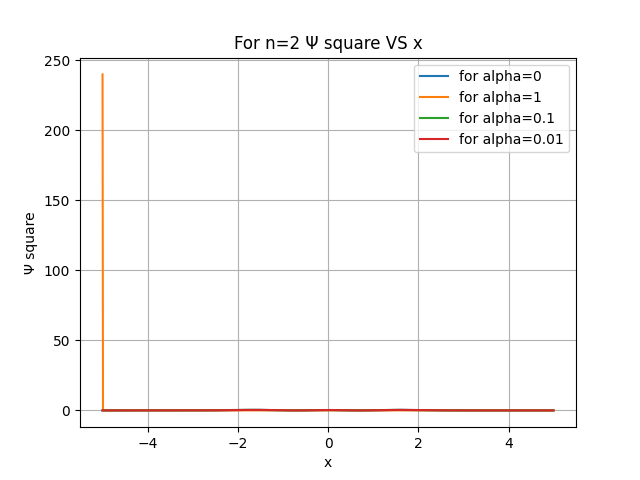 For n=2 Ψ square VS x
250
200
150
100
50
0
Ψ square
−4
−2
0
2
4
x
for alpha=0
for alpha=1
for alpha=0.1
for alpha=0.01